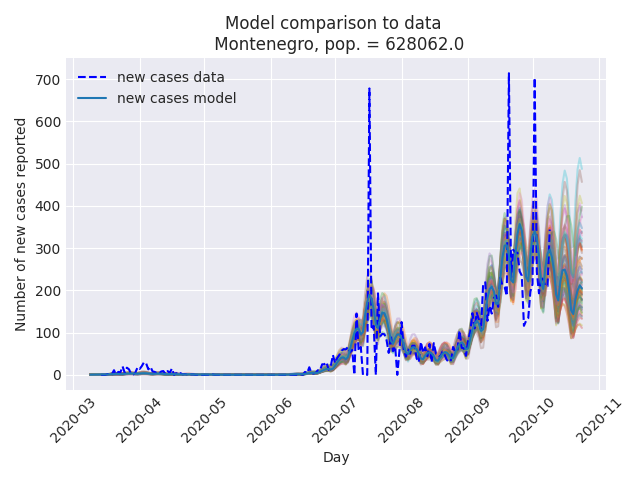 Model comparison to data
Montenegro, pop. = 628062.0
new cases data
new cases model
Number of new cases reported
700
600
500
400
300
200
100
0
2020-03
2020-04
2020-05
2020-06
2020-07
2020-08
2020-09
2020-10
2020-11
Day